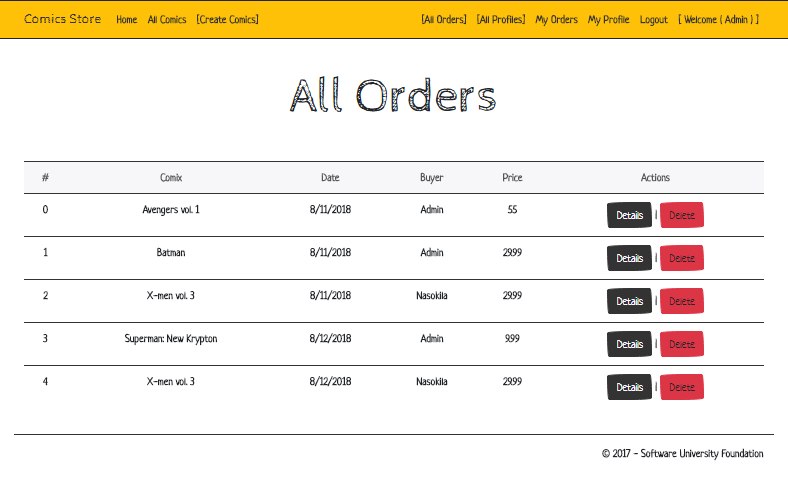 Comics Store Home All Comics [Create Comics] [All Orders] [All Profiles] My Orders My Profile Logout [ Welcome ( Admin ) ]
All Orders
# Comix Date Buyer Price Actions
0 Avengers vol. 1 8/11/2018 Admin 55 Details | Delete
1 Batman 8/11/2018 Admin 29.99 Details | Delete
2 X-men vol. 3 8/11/2018 Nasokila 29.99 Details | Delete
3 Superman: New Krypton 8/12/2018 Admin 9.99 Details | Delete
4 X-men vol. 3 8/12/2018 Nasokila 29.99 Details | Delete
© 2017 - Software University Foundation